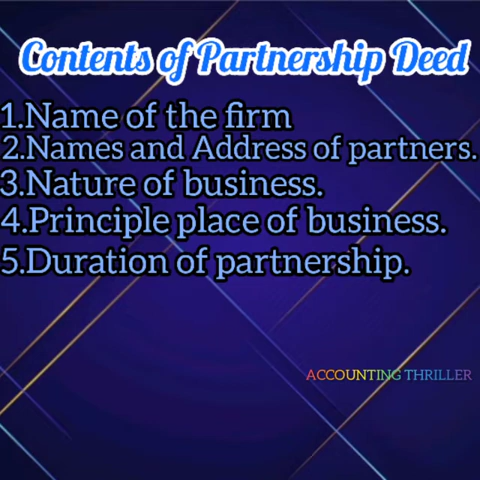 Contents of Partnership Deed
1.Name of the firm
2.Names and Address of partners.
3.Nature of business.
4.Principle place of business.
5.Duration of partnership.
ACCOUNTING THRILLER